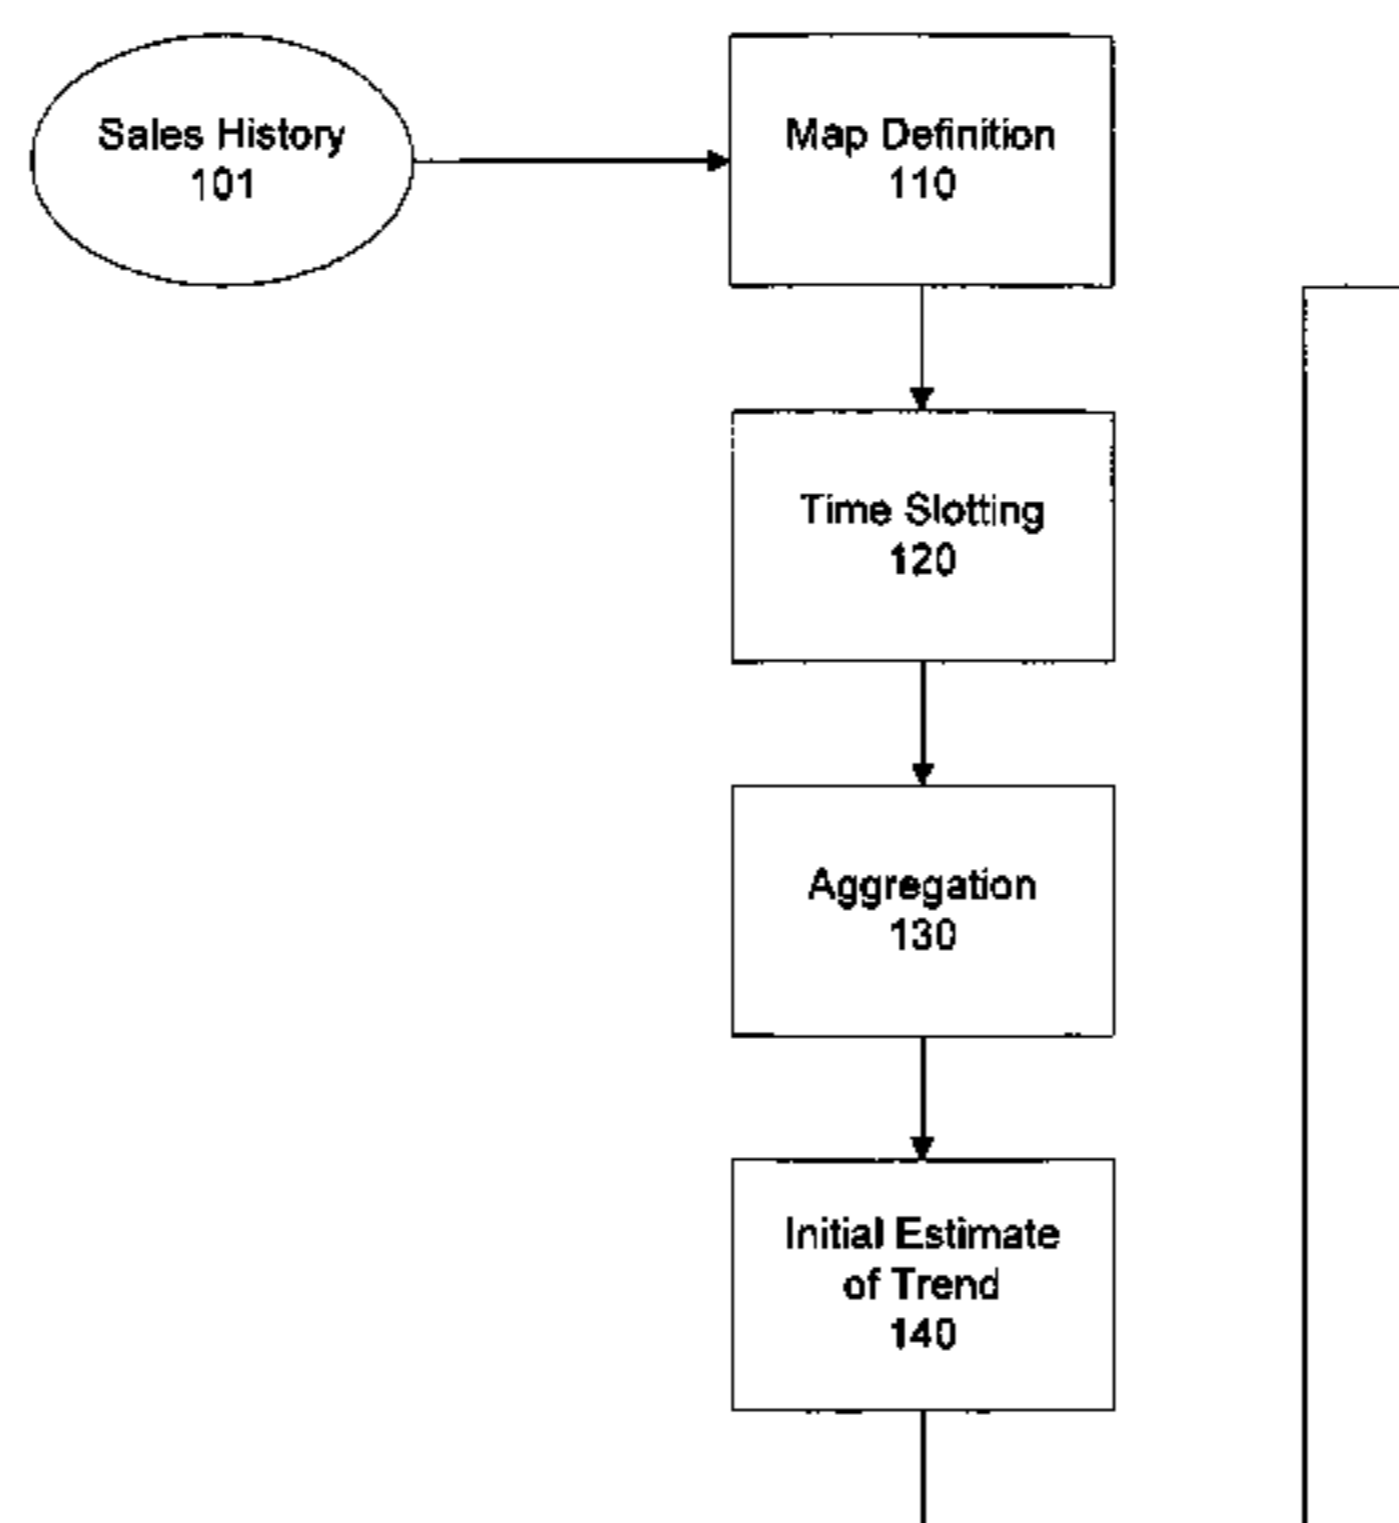 Sales History
101
Map Definition
110
Time Slotting
120
Aggregation
130
Initial Estimate
of Trend
140